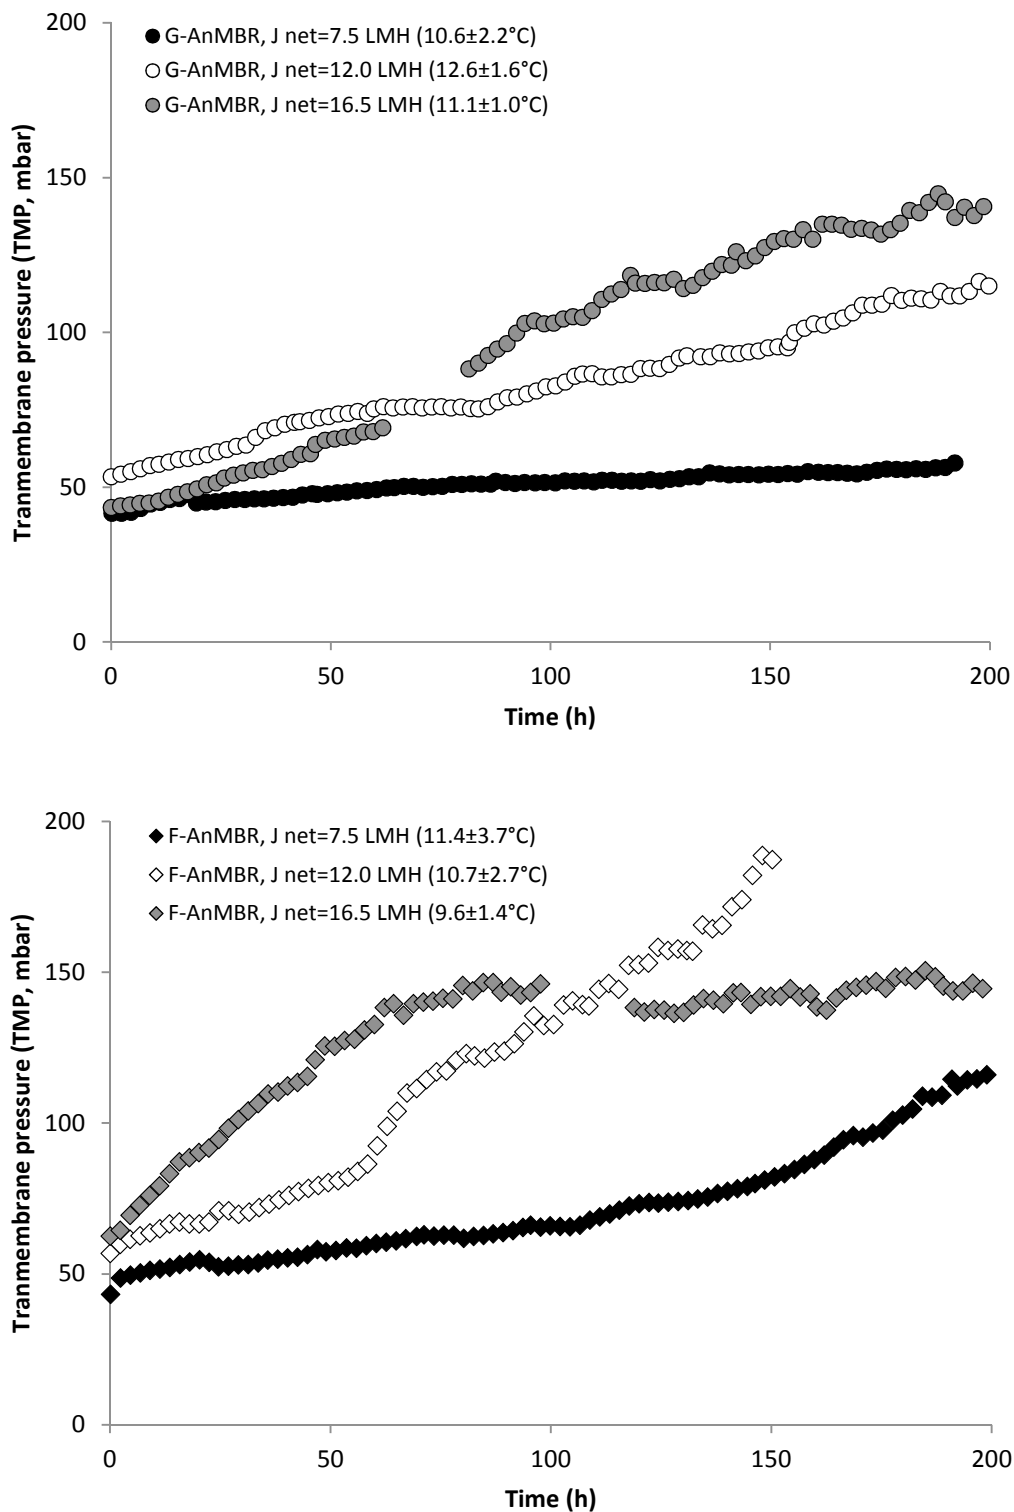 200
G-AnMBR, J net=7.5 LMH (10.6±2.2°C)
G-AnMBR, J net=12.0 LMH (12.6±1.6°C)
G-AnMBR, J net=16.5 LMH (11.1±1.0°C)
150
100
50
0
Tranmembrane pressure (TMP, mbar)
0 50 100 150 200
Time (h)
200
F-AnMBR, J net=7.5 LMH (11.4±3.7°C)
F-AnMBR, J net=12.0 LMH (10.7±2.7°C)
F-AnMBR, J net=16.5 LMH (9.6±1.4°C)
150
100
50
0
Tranmembrane pressure (TMP, mbar)
0 50 100 150 200
Time (h)